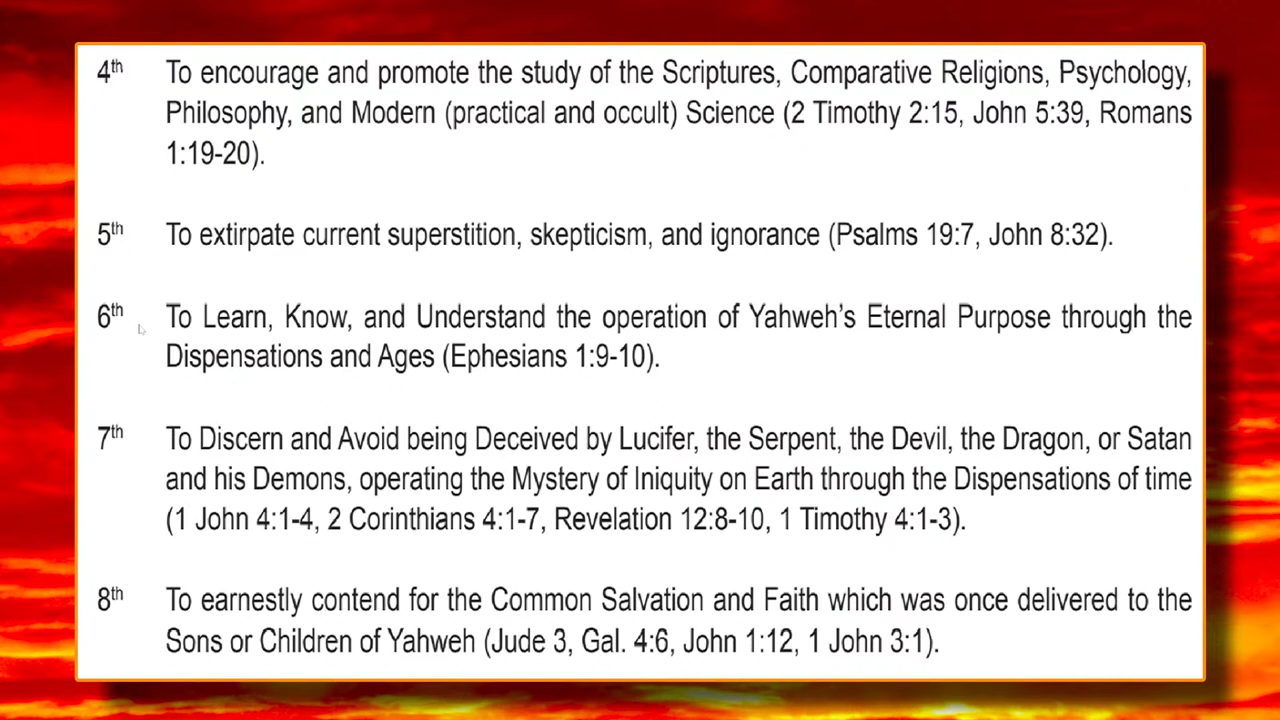 4th To encourage and promote the study of the Scriptures, Comparative Religions, Psychology,
Philosophy, and Modern (practical and occult) Science (2 Timothy 2:15, John 5:39, Romans
1:19-20).
5th To extirpate current superstition, skepticism, and ignorance (Psalms 19:7, John 8:32).
6th To Learn, Know, and Understand the operation of Yahweh's Eternal Purpose through the
Dispensations and Ages (Ephesians 1:9-10).
7th To Discern and Avoid being Deceived by Lucifer, the Serpent, the Devil, the Dragon, or Satan
and his Demons, operating the Mystery of Iniquity on Earth through the Dispensations of time
(1 John 4:1-4, 2 Corinthians 4:1-7, Revelation 12:8-10, 1 Timothy 4:1-3).
8th To earnestly contend for the Common Salvation and Faith which was once delivered to the
Sons or Children of Yahweh (Jude 3, Gal. 4:6, John 1:12, 1 John 3:1).